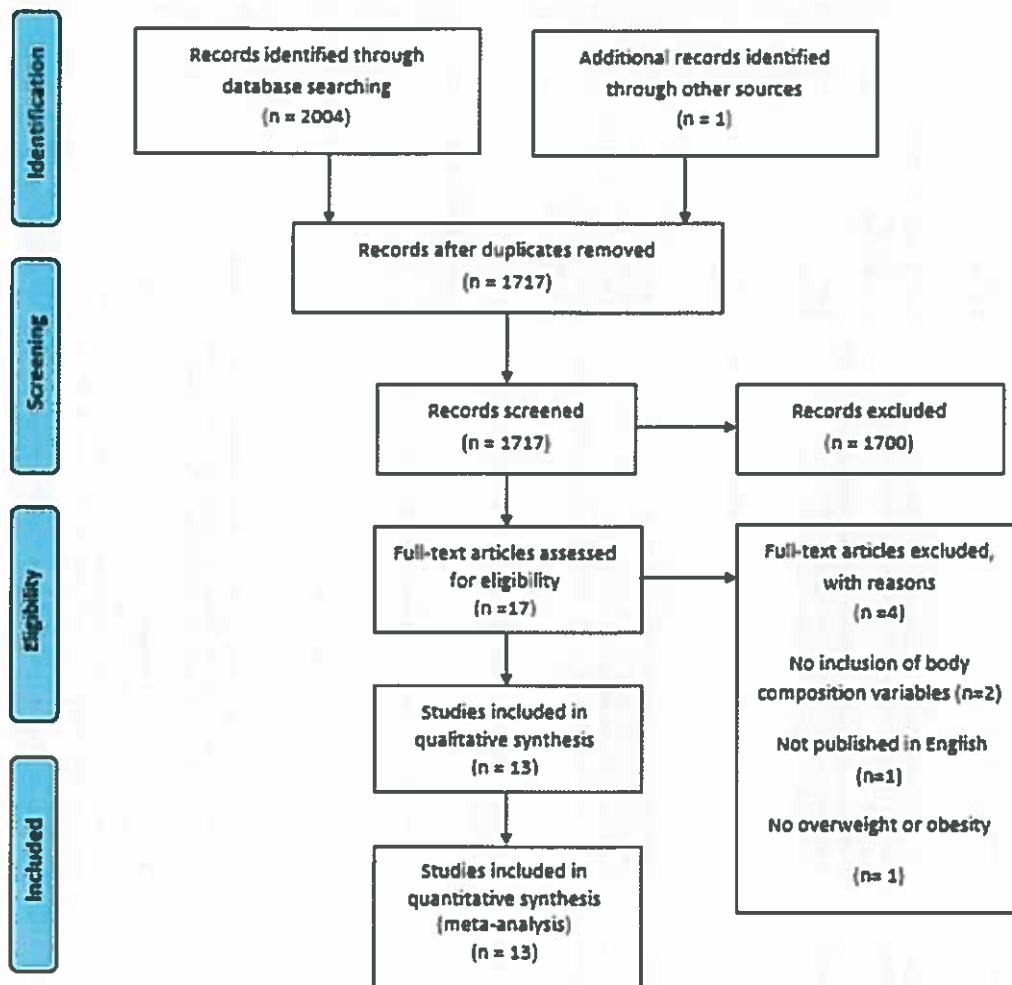 Identification
Records identified through
database searching
(n = 2004)
Additional records identified
through other sources
(n = 1)
Records after duplicates removed
(n = 1717)
Screening
Records screened
(n = 1717)
Records excluded
(n = 1700)
Eligibility
Full-text articles assessed
for eligibility
(n =17)
Full-text articles excluded,
with reasons
(n =4)
No inclusion of body
composition variables (n=2)
Not published in English
(n=1)
No overweight or obesity
(n= 1)
Studies included in
qualitative synthesis
(n = 13)
Included
Studies included in
quantitative synthesis
(meta-analysis)
(n = 13)